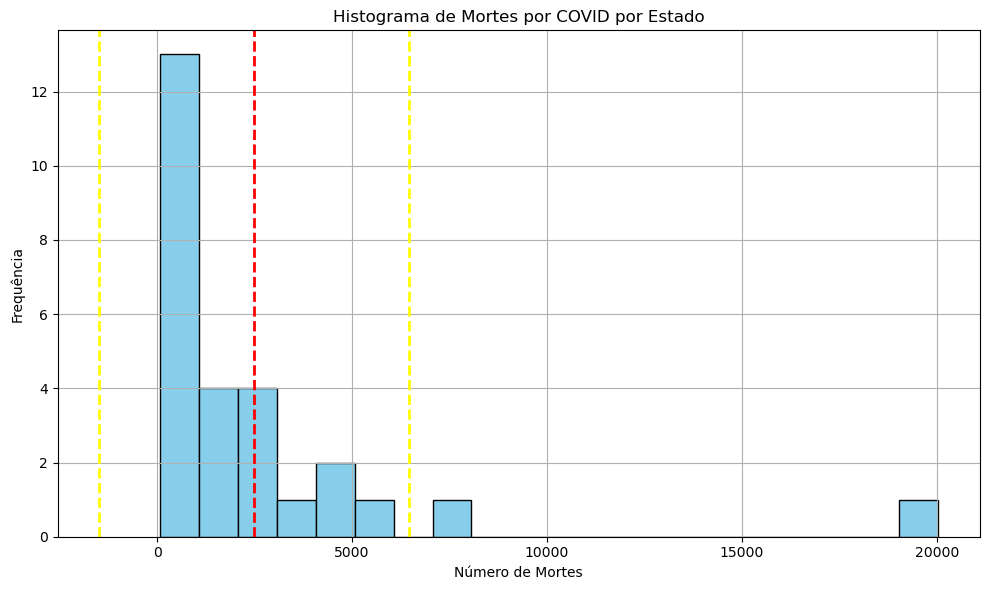 Histograma de Mortes por COVID por Estado
Frequência
12
10
8
6
4
2
0
0 5000 10000 15000 20000
Número de Mortes